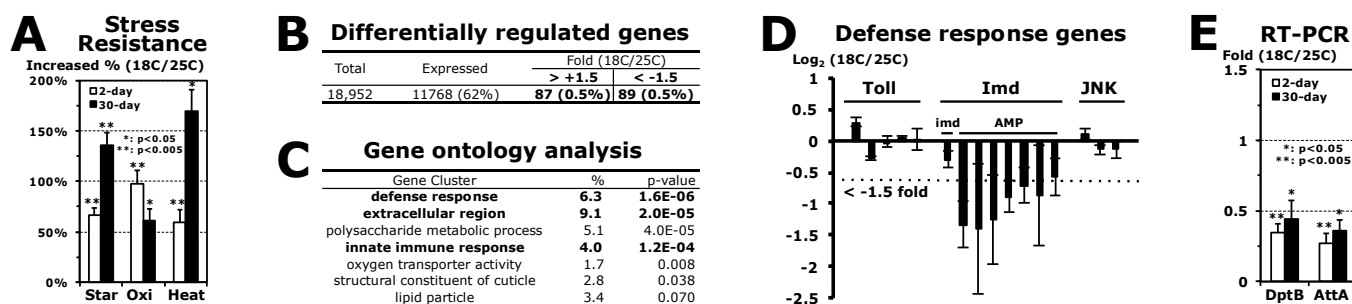 A Stress
Resistance
Increased % (18C/25C)
200%
150%
100%
50%
0%
2-day
30-day
*: p<0.05
**: p<0.005
** * ** * ** *
Star Oxi Heat
B Differentially regulated genes
Total Expressed Fold (18C/25C)
> +1.5 < -1.5
18,952 11768 (62%) 87 (0.5%) 89 (0.5%)
C Gene ontology analysis
Gene Cluster % p-value
defense response 6.3 1.6E-06
extracellular region 9.1 2.0E-05
polysaccharide metabolic process 5.1 4.0E-05
innate immune response 4.0 1.2E-04
oxygen transporter activity 1.7 0.008
structural constituent of cuticle 2.8 0.038
lipid particle 3.4 0.070
D Defense response genes
Log2 (18C/25C)
1
0.5
0
-0.5
-1
-1.5
-2
-2.5
Toll Imd JNK
imd AMP
< -1.5 fold
E RT-PCR
Fold (18C/25C)
1.5
1
0.5
0
2-day
30-day
*: p<0.05
**: p<0.005
** * ** *
DptB AttA